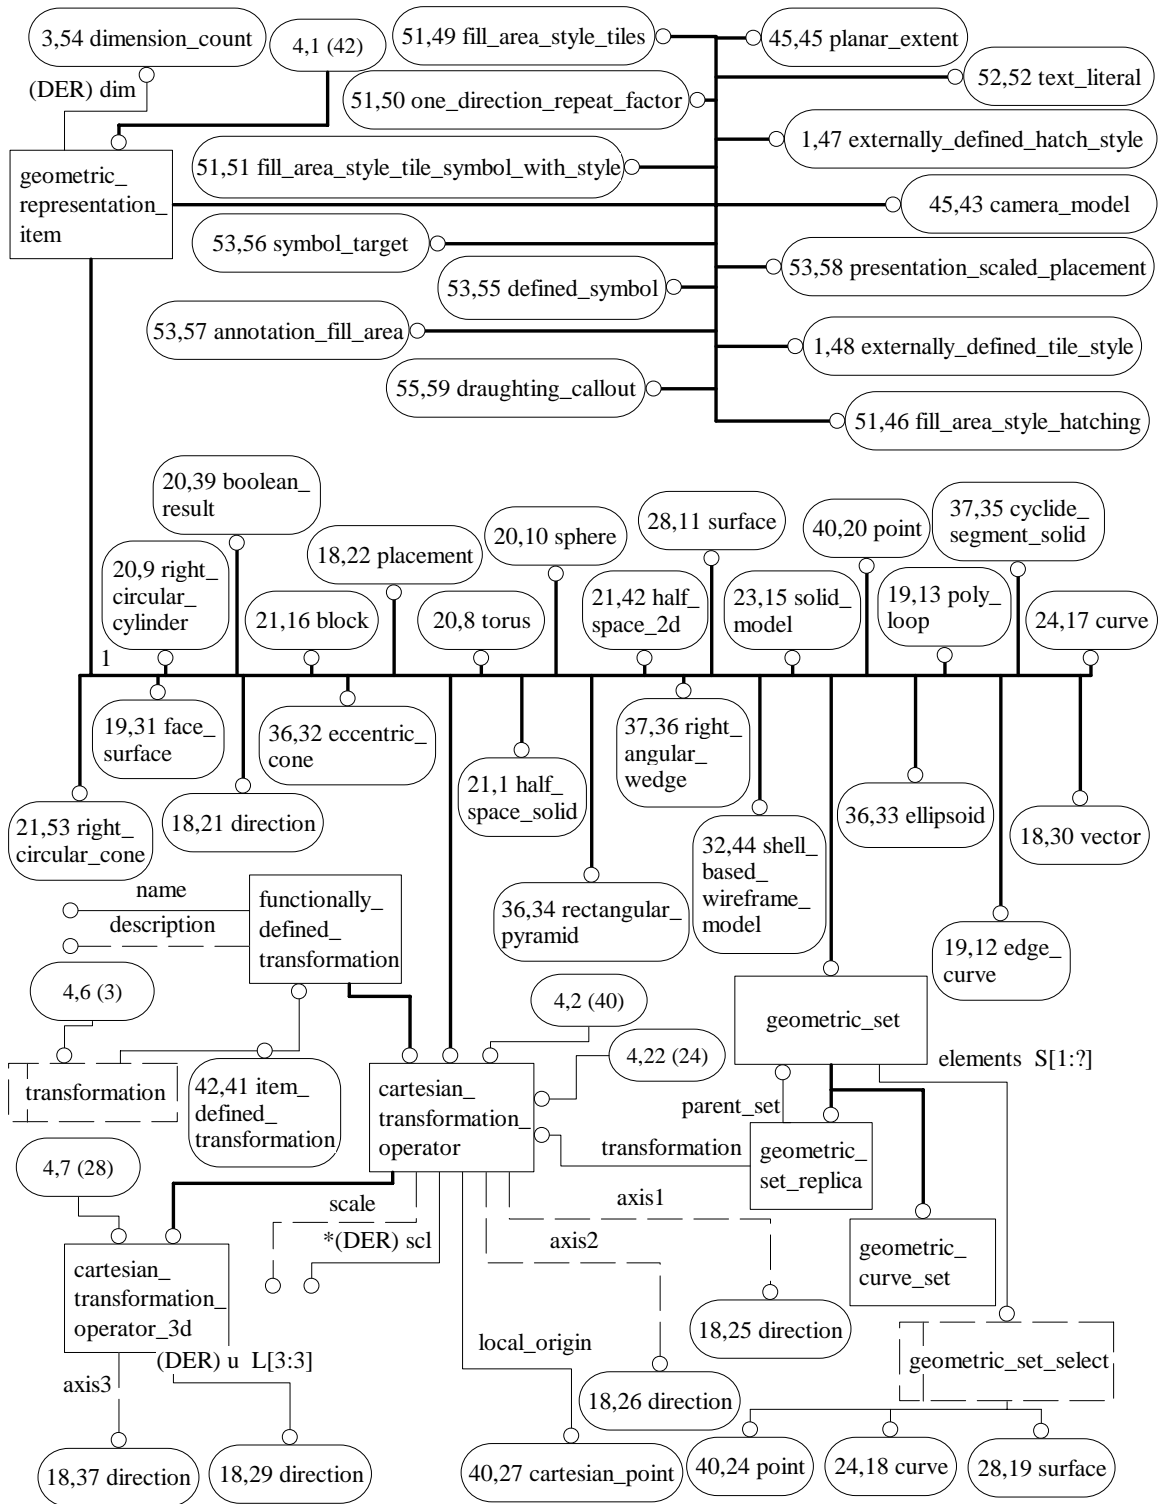 3,54 dimension_count
4,1 (42)
51,49 fill_area_style_tiles
45,45 planar_extent
52,52 text_literal
(DER) dim
51,50 one_direction_repeat_factor
1,47 externally_defined_hatch_style
51,51 fill_area_style_tile_symbol_with_style
geometric_
representation_
item
45,43 camera_model
53,56 symbol_target
53,58 presentation_scaled_placement
53,55 defined_symbol
53,57 annotation_fill_area
1,48 externally_defined_tile_style
55,59 draughting_callout
51,46 fill_area_style_hatching
20,39 boolean_
result
28,11 surface
37,35 cyclide_
segment_solid
20,10 sphere
40,20 point
18,22 placement
20,9 right_
circular_
cylinder
21,16 block
20,8 torus
21,42 half_
space_2d
23,15 solid_
model
19,13 poly_
loop
24,17 curve
1
19,31 face_
surface
36,32 eccentric_
cone
37,36 right_
angular_
wedge
21,1 half_
space_solid
21,53 right_
circular_cone
18,21 direction
36,33 ellipsoid
18,30 vector
32,44 shell_
based_
wireframe_
model
36,34 rectangular_
pyramid
19,12 edge_
curve
name
description
functionally_
defined_
transformation
4,6 (3)
4,2 (40)
geometric_set
4,22 (24)
elements  S[1:?]
transformation
42,41 item_
defined_
transformation
cartesian_
transformation_
operator
parent_set
transformation
geometric_
set_replica
4,7 (28)
scale
axis1
*(DER) scl
axis2
geometric_
curve_set
cartesian_
transformation_
operator_3d
(DER) u  L[3:3]
local_origin
18,25 direction
geometric_set_select
axis3
18,26 direction
18,37 direction
18,29 direction
40,27 cartesian_point
40,24 point
24,18 curve
28,19 surface